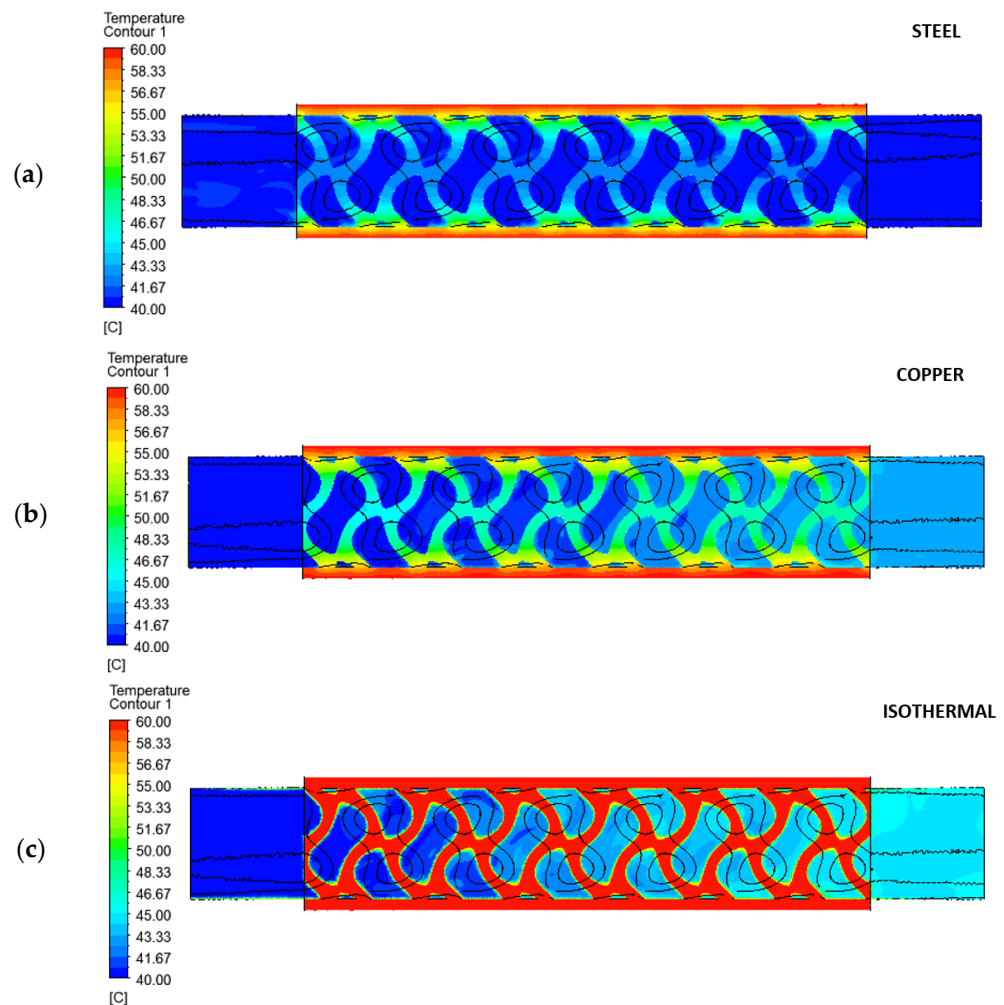 Temperature
Contour 1
STEEL
60.00
58.33
56.67
55.00
53.33
51.67
50.00
48.33
46.67
45.00
43.33
41.67
40.00
[C]
(a)
Temperature
Contour 1
COPPER
60.00
58.33
56.67
55.00
53.33
51.67
50.00
48.33
46.67
45.00
43.33
41.67
40.00
[C]
(b)
Temperature
Contour 1
ISOTHERMAL
60.00
58.33
56.67
55.00
53.33
51.67
50.00
48.33
46.67
45.00
43.33
41.67
40.00
[C]
(c)